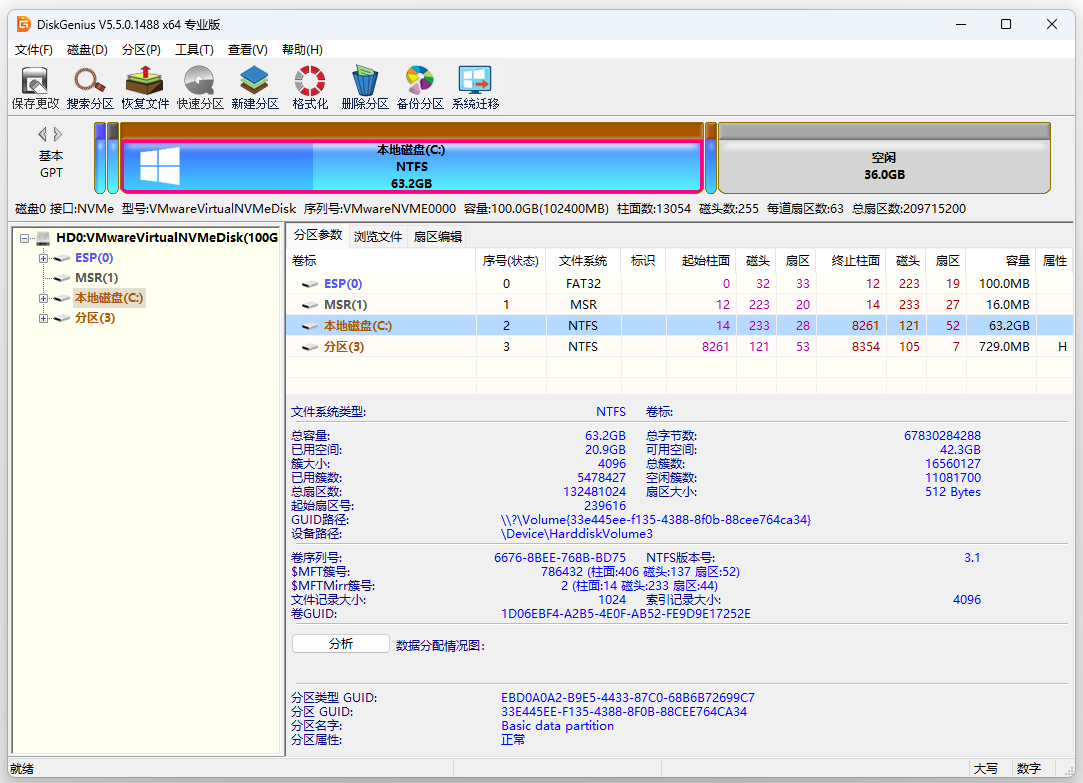 DiskGenius V5.5.0.1488 x64 专业版
文件(F) 磁盘(D) 分区(P) 工具(T) 查看(V) 帮助(H)
保存更改 搜索分区 恢复文件 快速分区 新建分区 格式化 删除分区 备份分区 系统迁移
基本
GPT
本地磁盘(C:)
NTFS
63.2GB
空闲
36.0GB
磁盘0 接口:NVMe 型号:VMwareVirtualNVMeDisk 序列号:VMwareNVME0000 容量:100.0GB(102400MB) 柱面数:13054 磁头数:255 每道扇区数:63 总扇区数:209715200
HD0:VMwareVirtualNVMeDisk(100G
ESP(0)
MSR(1)
本地磁盘(C:)
分区(3)
分区参数 浏览文件 扇区编辑
卷标 序号(状态) 文件系统 标识 起始柱面 磁头 扇区 终止柱面 磁头 扇区 容量 属性
ESP(0) 0 FAT32 0 32 33 12 223 19 100.0MB
MSR(1) 1 MSR 12 223 20 14 233 27 16.0MB
本地磁盘(C:) 2 NTFS 14 233 28 8261 121 52 63.2GB
分区(3) 3 NTFS 8261 121 53 8354 105 7 729.0MB H
文件系统类型: NTFS 卷标:
总容量: 63.2GB 总字节数: 67830284288
已用空间: 20.9GB 可用空间: 42.3GB
簇大小: 4096 总簇数: 16560127
已用簇数: 5478427 空闲簇数: 11081700
总扇区数: 132481024 扇区大小: 512 Bytes
起始扇区号: 239616
GUID路径: \\?\Volume{33e445ee-f135-4388-8f0b-88cee764ca34}
设备路径: \Device\HarddiskVolume3
卷序列号: 6676-8BEE-768B-BD75 NTFS版本号: 3.1
$MFT簇号: 786432 (柱面:406 磁头:137 扇区:52)
$MFTMirr簇号: 2 (柱面:14 磁头:233 扇区:44)
文件记录大小: 1024 索引记录大小: 4096
卷GUID: 1D06EBF4-A2B5-4E0F-AB52-FE9D9E17252E
分析 数据分配情况图:
分区类型 GUID: EBD0A0A2-B9E5-4433-87C0-68B6B72699C7
分区 GUID: 33E445EE-F135-4388-8F0B-88CEE764CA34
分区名字: Basic data partition
分区属性: 正常
就绪 大写 数字